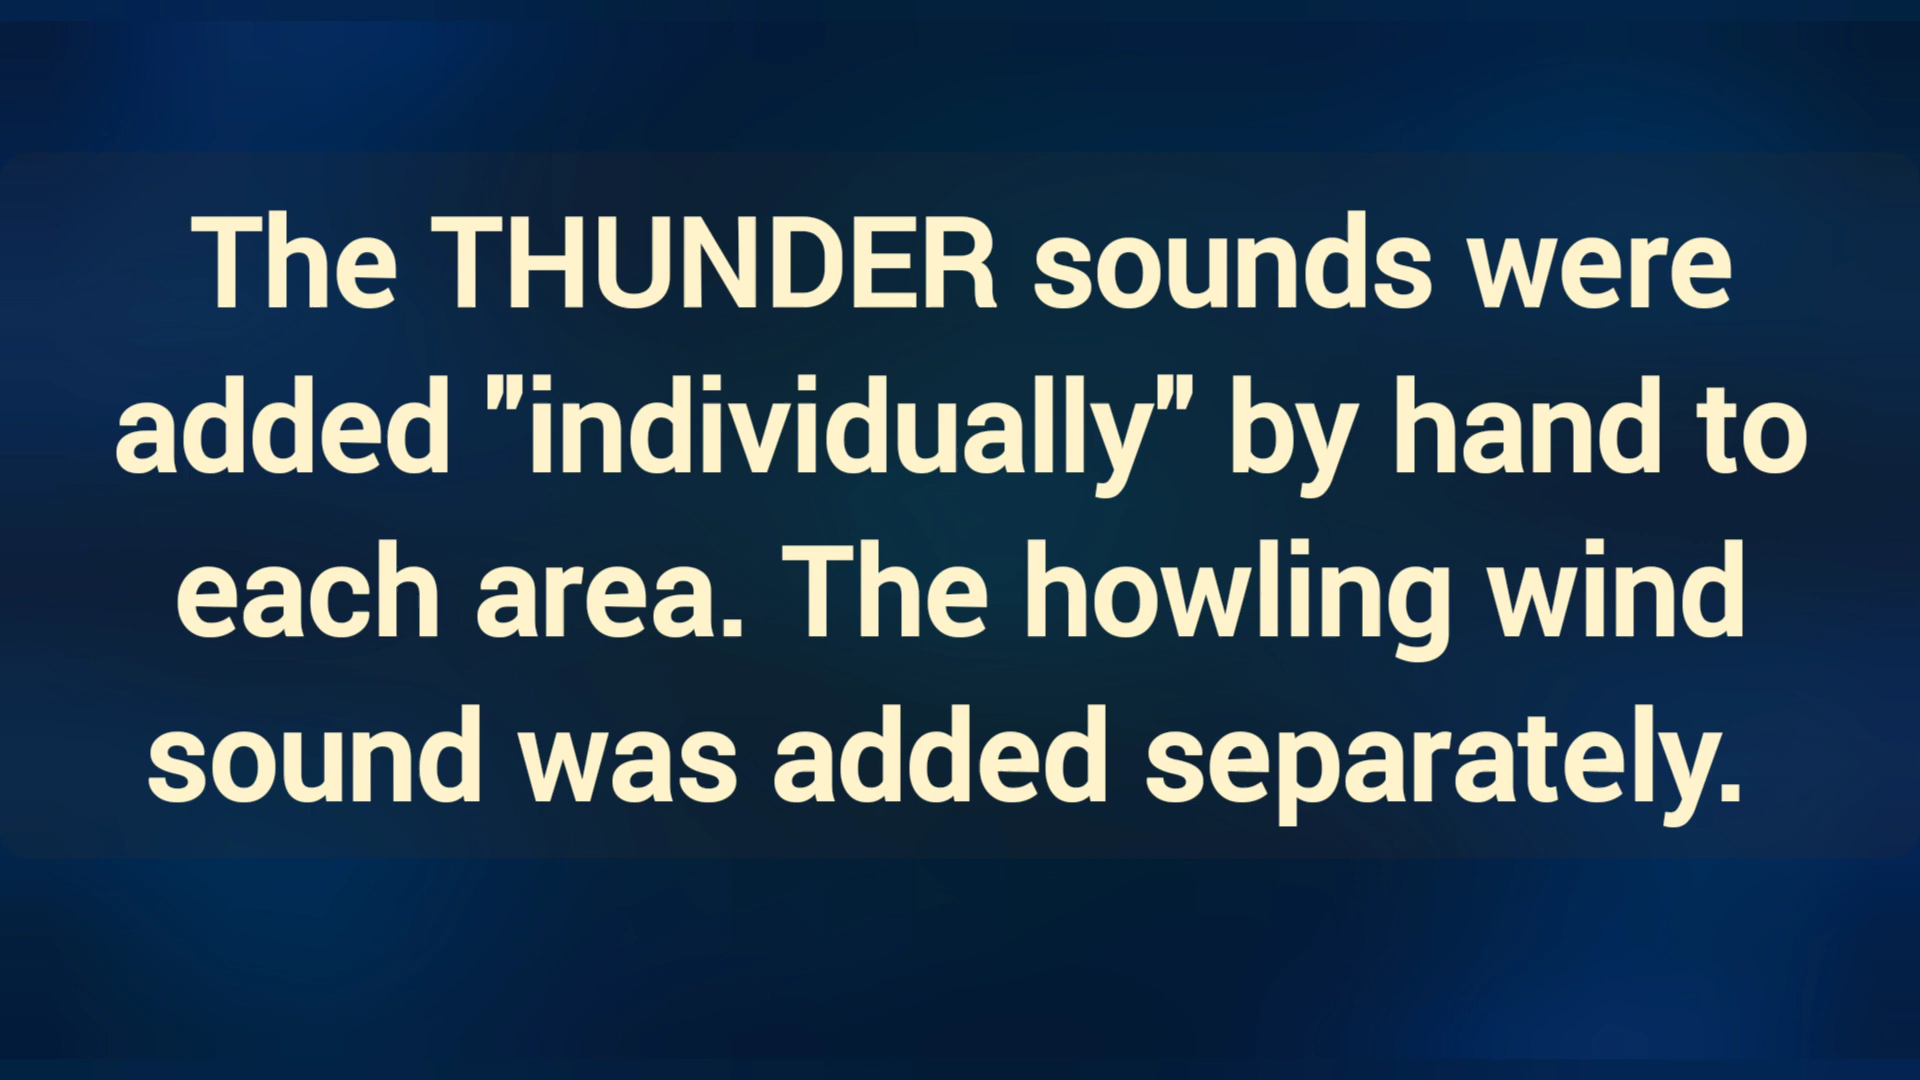 The THUNDER sounds were
added "individually" by hand to
each area. The howling wind
sound was added separately.